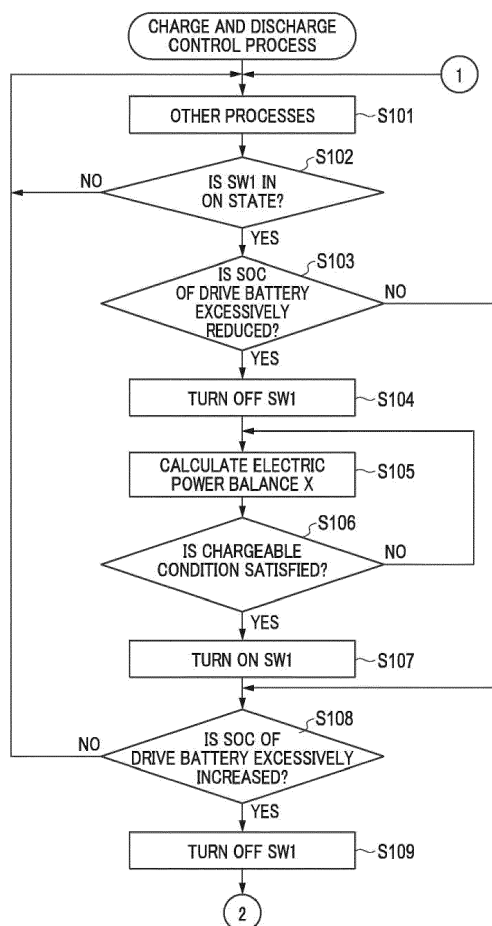 CHARGE AND DISCHARGE
CONTROL PROCESS
1
OTHER PROCESSES
S101
S102
NO
IS SW1 IN
ON STATE?
YES
S103
IS SOC
OF DRIVE BATTERY
EXCESSIVELY
REDUCED?
NO
YES
TURN OFF SW1
S104
CALCULATE ELECTRIC
POWER BALANCE X
S105
S106
IS CHARGEABLE
CONDITION SATISFIED?
NO
YES
TURN ON SW1
S107
S108
NO
IS SOC OF
DRIVE BATTERY EXCESSIVELY
INCREASED?
YES
TURN OFF SW1
S109
2